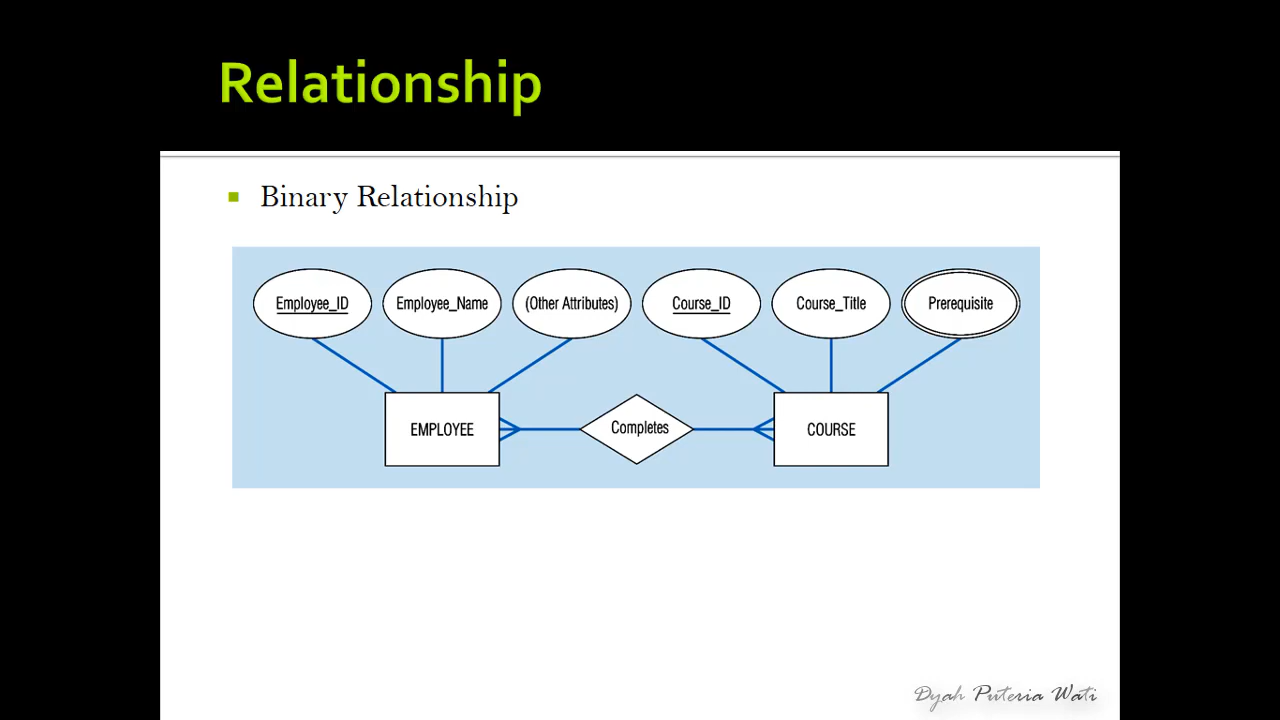 Relationship
Binary Relationship
Employee_ID
Employee_Name
(Other Attributes)
Course_ID
Course_Title
Prerequisite
EMPLOYEE
Completes
COURSE
Dyah Puteria Wati